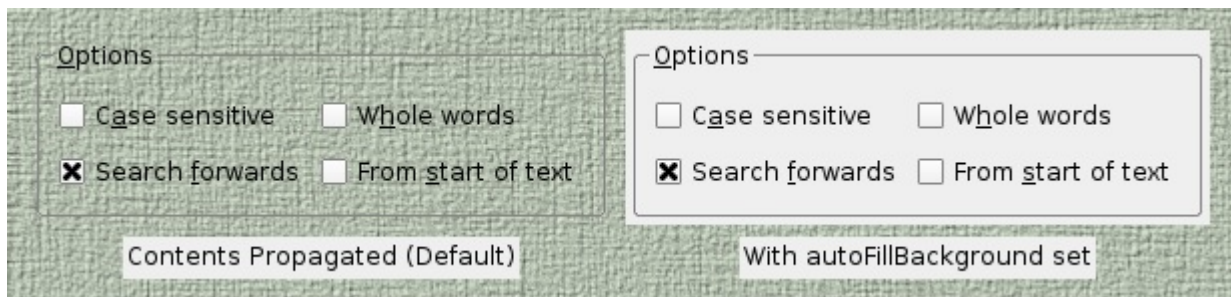 Options
Case sensitive Whole words
Search forwards From start of text
Contents Propagated (Default)
Options
Case sensitive Whole words
Search forwards From start of text
With autoFillBackground set